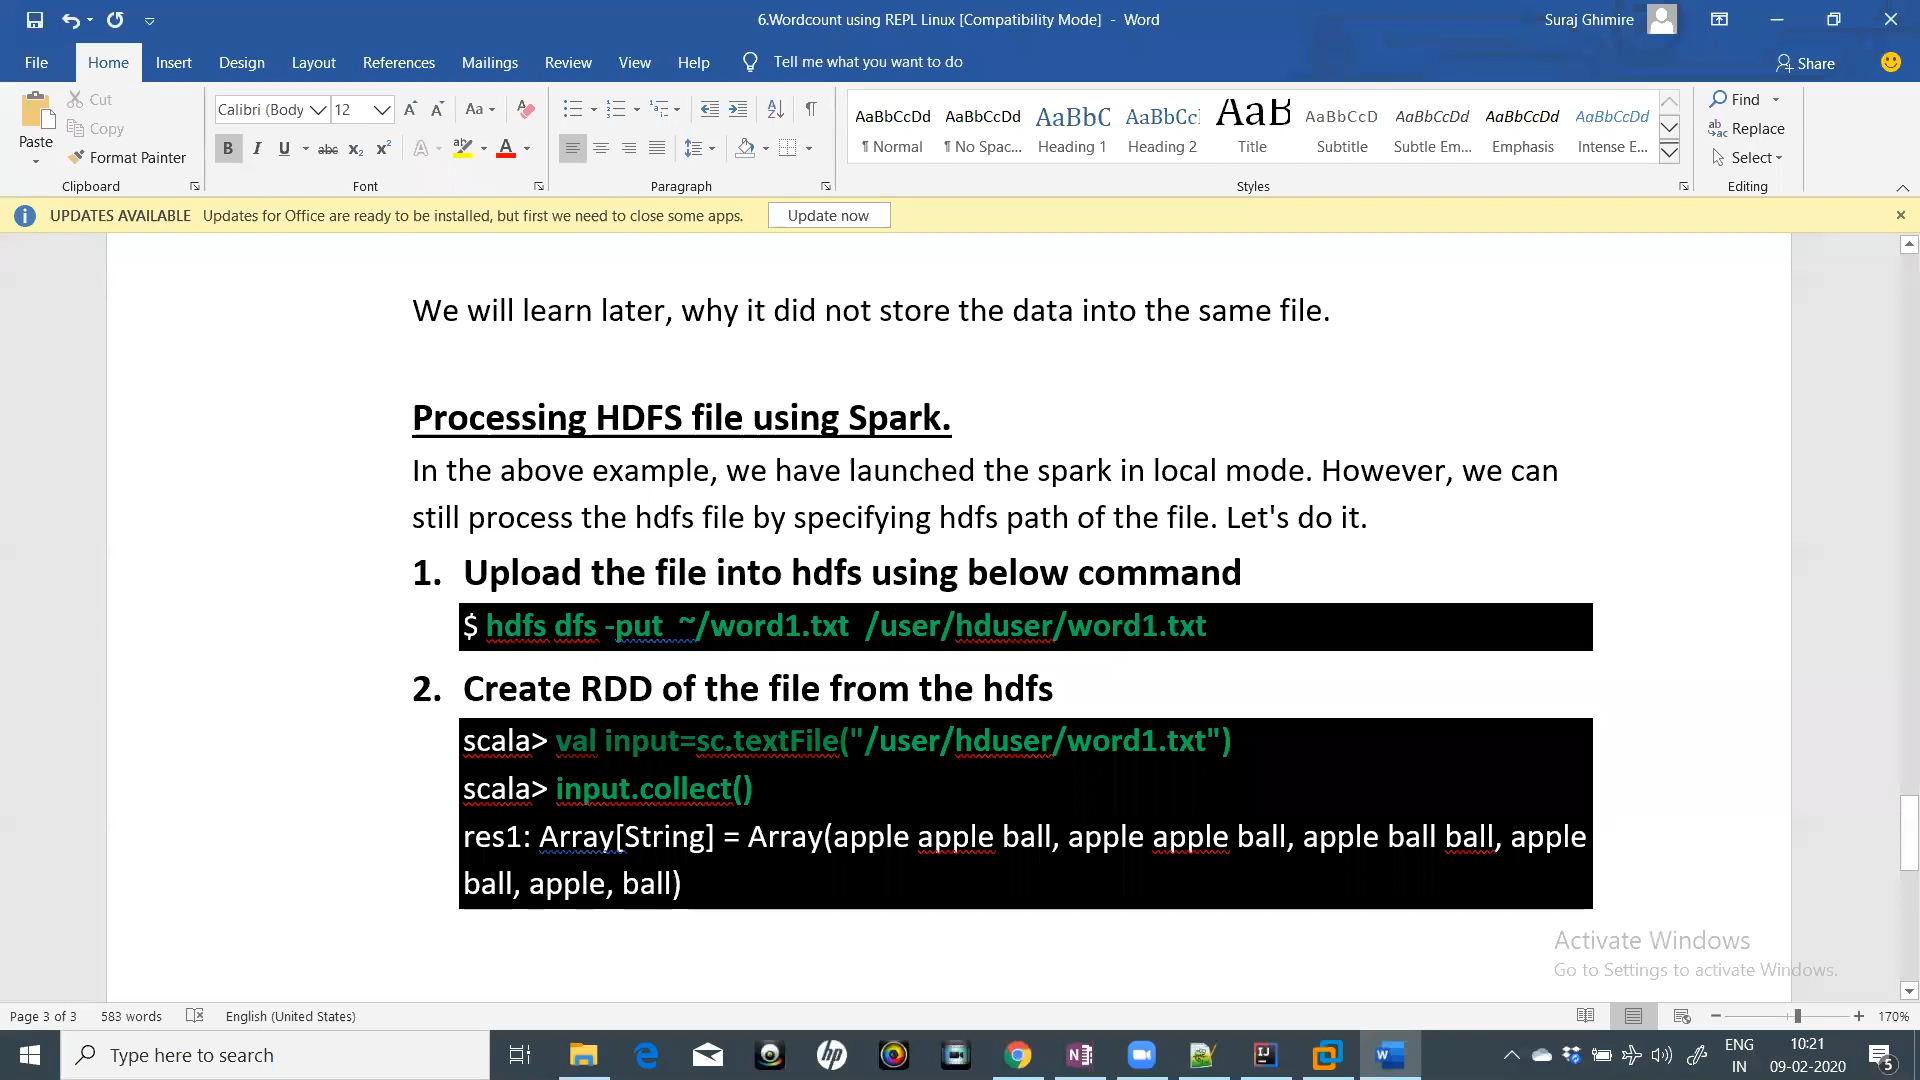 6.Wordcount using REPL Linux [Compatibility Mode] - Word
Suraj Ghimire
File Home Insert Design Layout References Mailings Review View Help Tell me what you want to do
Share
Paste
Cut
Copy
Format Painter
Clipboard
Calibri (Body 12
Aa
B I U abc x2 x2
Font
Paragraph
AaBbCcDd AaBbCcDd AaBbC AaBbCcI AaB AaBbCcD AaBbCcDd AaBbCcDd AaBbCcDd
¶ Normal ¶ No Spac... Heading 1 Heading 2 Title Subtitle Subtle Em... Emphasis Intense E...
Styles
Find
Replace
Select
Editing
UPDATES AVAILABLE Updates for Office are ready to be installed, but first we need to close some apps. Update now
We will learn later, why it did not store the data into the same file.
Processing HDFS file using Spark.
In the above example, we have launched the spark in local mode. However, we can
still process the hdfs file by specifying hdfs path of the file. Let's do it.
1. Upload the file into hdfs using below command
$ hdfs dfs -put ~/word1.txt /user/hduser/word1.txt
2. Create RDD of the file from the hdfs
scala> val input=sc.textFile("/user/hduser/word1.txt")
scala> input.collect()
res1: Array[String] = Array(apple apple ball, apple apple ball, apple ball ball, apple
ball, apple, ball)
Activate Windows
Go to Settings to activate Windows.
Page 3 of 3 583 words English (United States)
170%
Type here to search
ENG
IN
10:21
09-02-2020
5